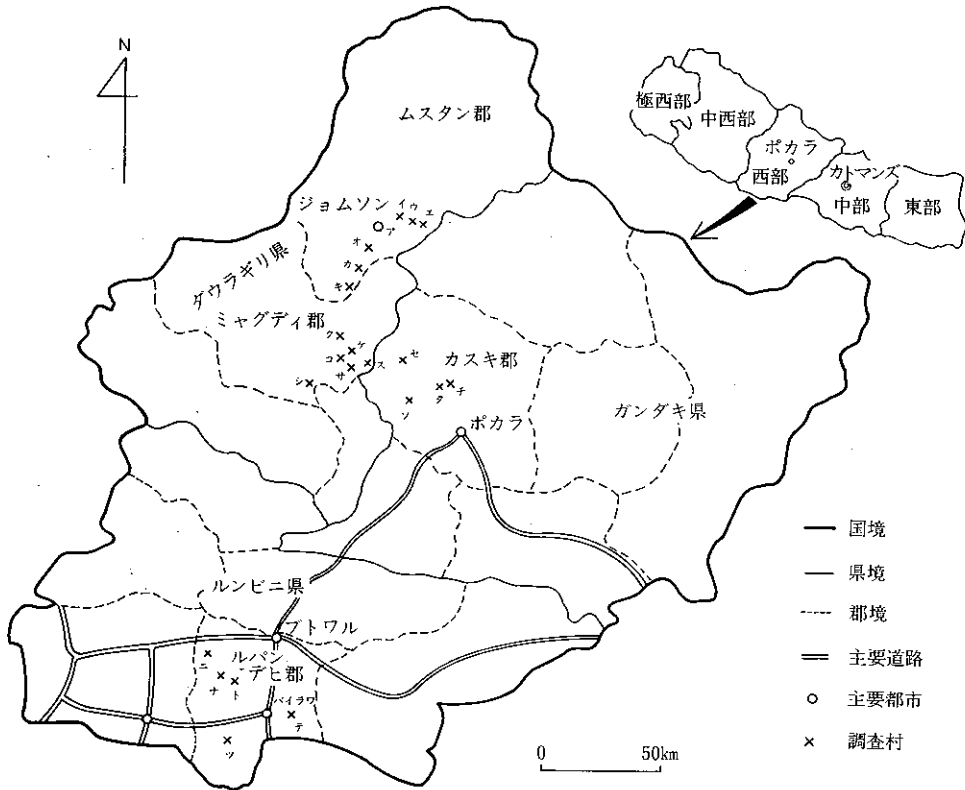 N
ムスタン郡
極西部
中西部
ポカラ
西部
カトマンズ
中部
東部
ジョムソン
ア
イ
ウ
エ
オ
カ
キ
ダウラギリ県
ミャグディ郡
ク
ケ
コ
サ
シ
ス
セ
カスキ郡
ソ
タ
チ
ガンダキ県
ポカラ
ルンビニ県
ブトワル
ルパン
デヒ郡
ニ
ナ
ト
バイラワ
テ
ツ
国境
県境
郡境
主要道路
主要都市
調査村
0 50km